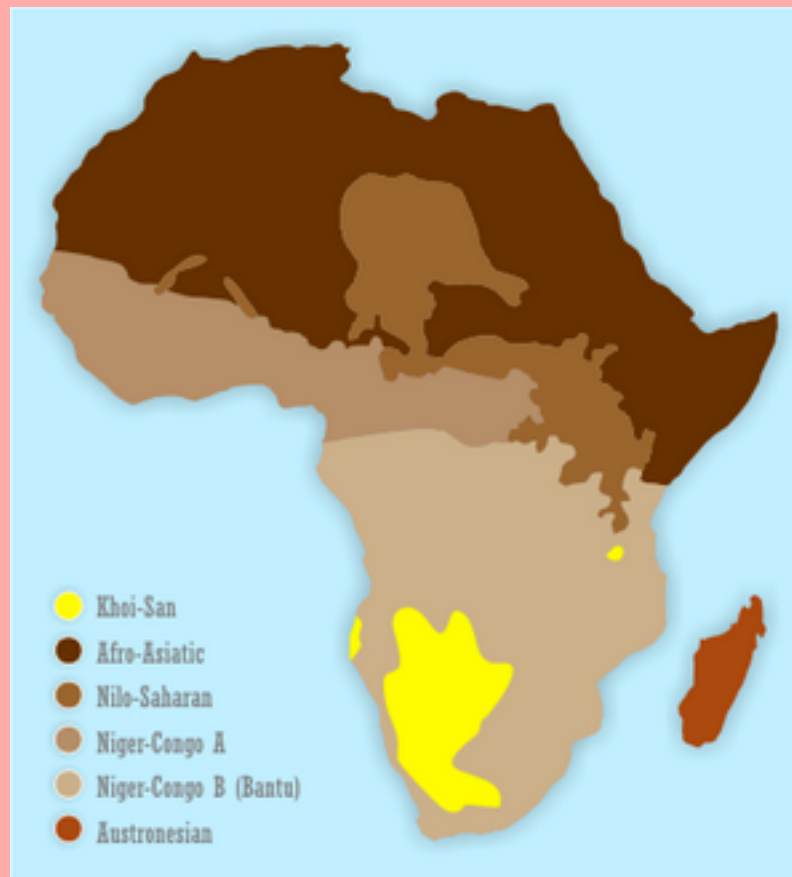 Khoi-San
Afro-Asiatic
Nilo-Saharan
Niger-Congo A
Niger-Congo B (Bantu)
Austronesian